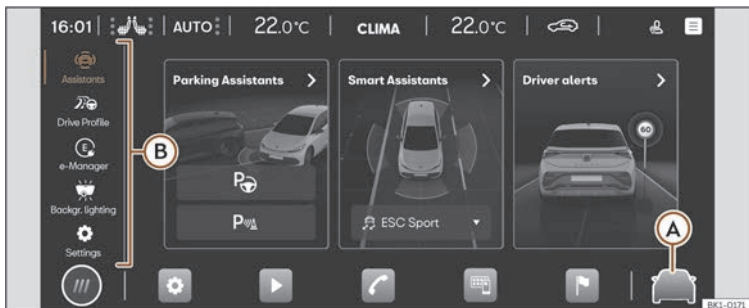 16:01 AUTO 22.0°C CLIMA 22.0°C
Assistants
Drive Profile
E
e-Manager
Backgr. lighting
Settings
B
Parking Assistants
P
P
Smart Assistants
ESC Sport
Driver alerts
60
A
BK1-0171